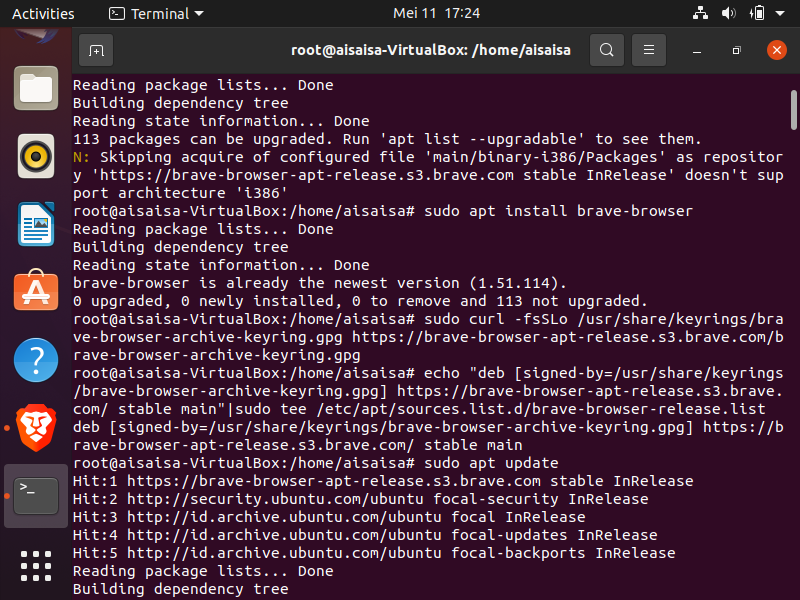 Activities
Terminal
Mei 11 17:24
root@aisaisa-VirtualBox: /home/aisaisa
Reading package lists... Done
Building dependency tree
Reading state information... Done
113 packages can be upgraded. Run 'apt list --upgradable' to see them.
N: Skipping acquire of configured file 'main/binary-i386/Packages' as repositor
y 'https://brave-browser-apt-release.s3.brave.com stable InRelease' doesn't sup
port architecture 'i386'
root@aisaisa-VirtualBox:/home/aisaisa# sudo apt install brave-browser
Reading package lists... Done
Building dependency tree
Reading state information... Done
brave-browser is already the newest version (1.51.114).
0 upgraded, 0 newly installed, 0 to remove and 113 not upgraded.
root@aisaisa-VirtualBox:/home/aisaisa# sudo curl -fsSLo /usr/share/keyrings/bra
ve-browser-archive-keyring.gpg https://brave-browser-apt-release.s3.brave.com/b
rave-browser-archive-keyring.gpg
root@aisaisa-VirtualBox:/home/aisaisa# echo "deb [signed-by=/usr/share/keyrings
/brave-browser-archive-keyring.gpg] https://brave-browser-apt-release.s3.brave.
com/ stable main"|sudo tee /etc/apt/sources.list.d/brave-browser-release.list
deb [signed-by=/usr/share/keyrings/brave-browser-archive-keyring.gpg] https://b
rave-browser-apt-release.s3.brave.com/ stable main
root@aisaisa-VirtualBox:/home/aisaisa# sudo apt update
Hit:1 https://brave-browser-apt-release.s3.brave.com stable InRelease
Hit:2 http://security.ubuntu.com/ubuntu focal-security InRelease
Hit:3 http://id.archive.ubuntu.com/ubuntu focal InRelease
Hit:4 http://id.archive.ubuntu.com/ubuntu focal-updates InRelease
Hit:5 http://id.archive.ubuntu.com/ubuntu focal-backports InRelease
Reading package lists... Done
Building dependency tree